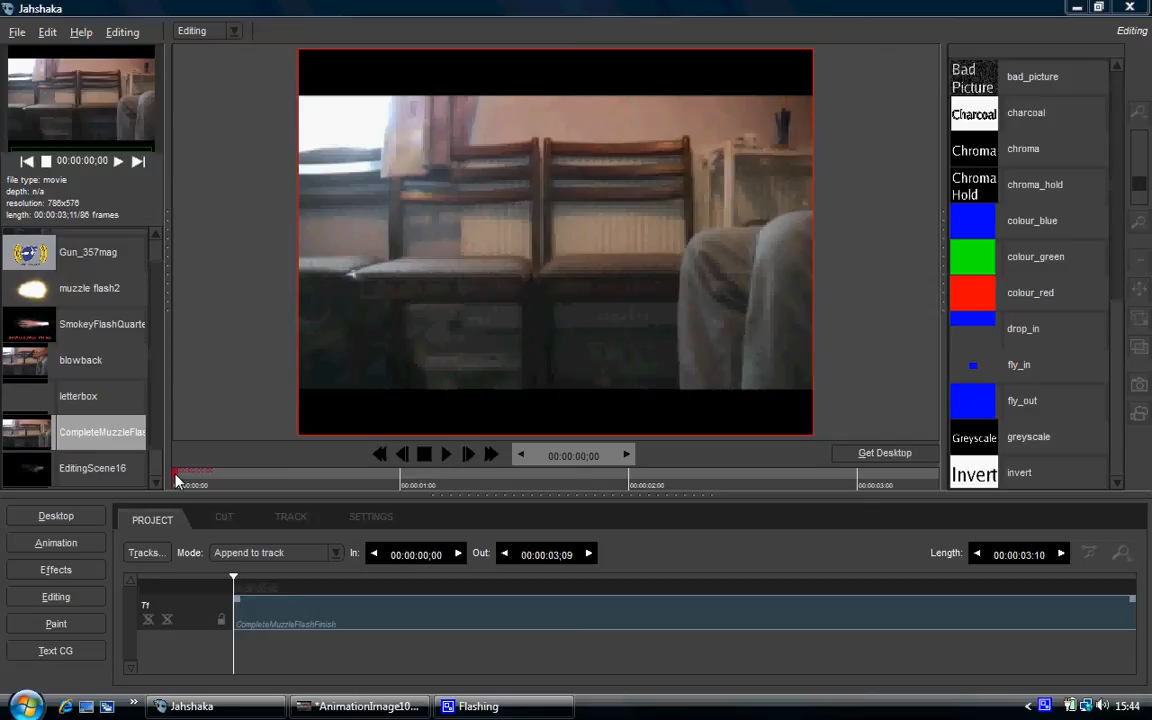 Jahshaka
File Edit Help Editing
Editing
Editing
00:00:00;00
file type: movie
depth: n/a
resolution: 786x576
length: 00:00:03;11/86 frames
Gun_357mag
muzzle flash2
SmokeyFlashQuarte
blowback
letterbox
CompleteMuzzleFla
EditingScene16
00:00:00;00
Get Desktop
00:00:01;00
00:00:02;00
00:00:03;00
Bad Picture bad_picture
Charcoal charcoal
Chroma chroma
Chroma Hold chroma_hold
colour_blue
colour_green
colour_red
drop_in
fly_in
fly_out
Greyscale greyscale
Invert invert
Desktop
Animation
Effects
Editing
Paint
Text CG
PROJECT CUT TRACK SETTINGS
Tracks... Mode: Append to track In: 00:00:00;00 Out: 00:00:03;09 Length: 00:00:03:10
T1
CompleteMuzzleFlashFinish
Jahshaka *AnimationImage10... Flashing 15:44